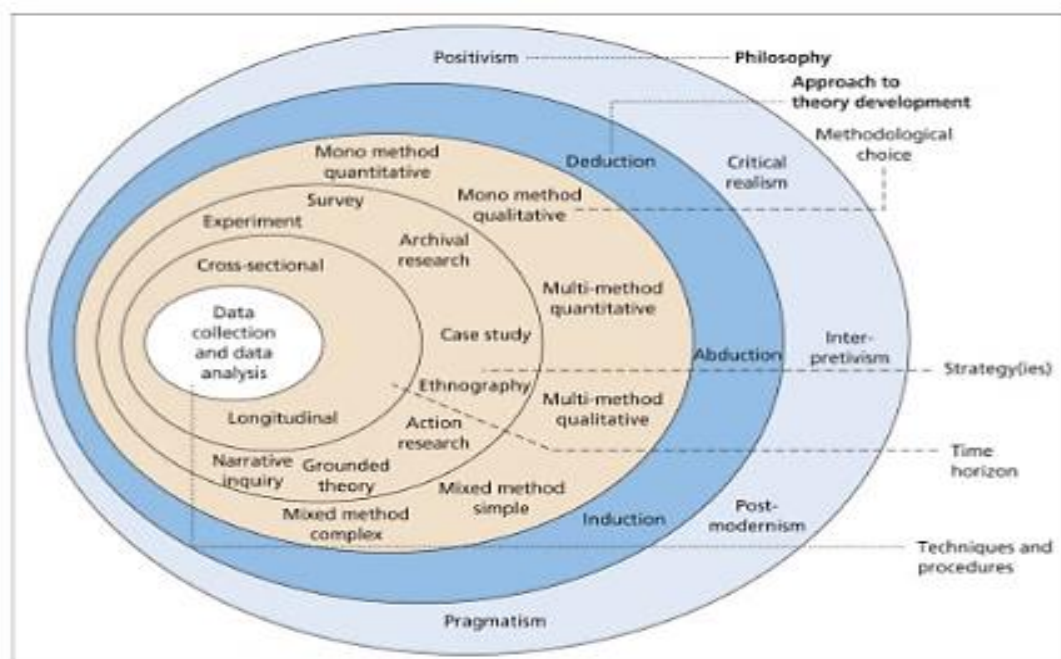 Positivism
Philosophy
Approach to
theory development
Methodological
choice
Mono method
quantitative
Deduction
Critical
realism
Mono method
qualitative
Survey
Experiment
Archival
research
Cross-sectional
Multi-method
quantitative
Data
collection
and data
analysis
Case study
Abduction
Inter-
pretivism
Strategy(ies)
Ethnography
Multi-method
qualitative
Longitudinal
Action
research
Time
horizon
Narrative
inquiry
Grounded
theory
Mixed method
simple
Mixed method
complex
Induction
Post-
modernism
Techniques and
procedures
Pragmatism